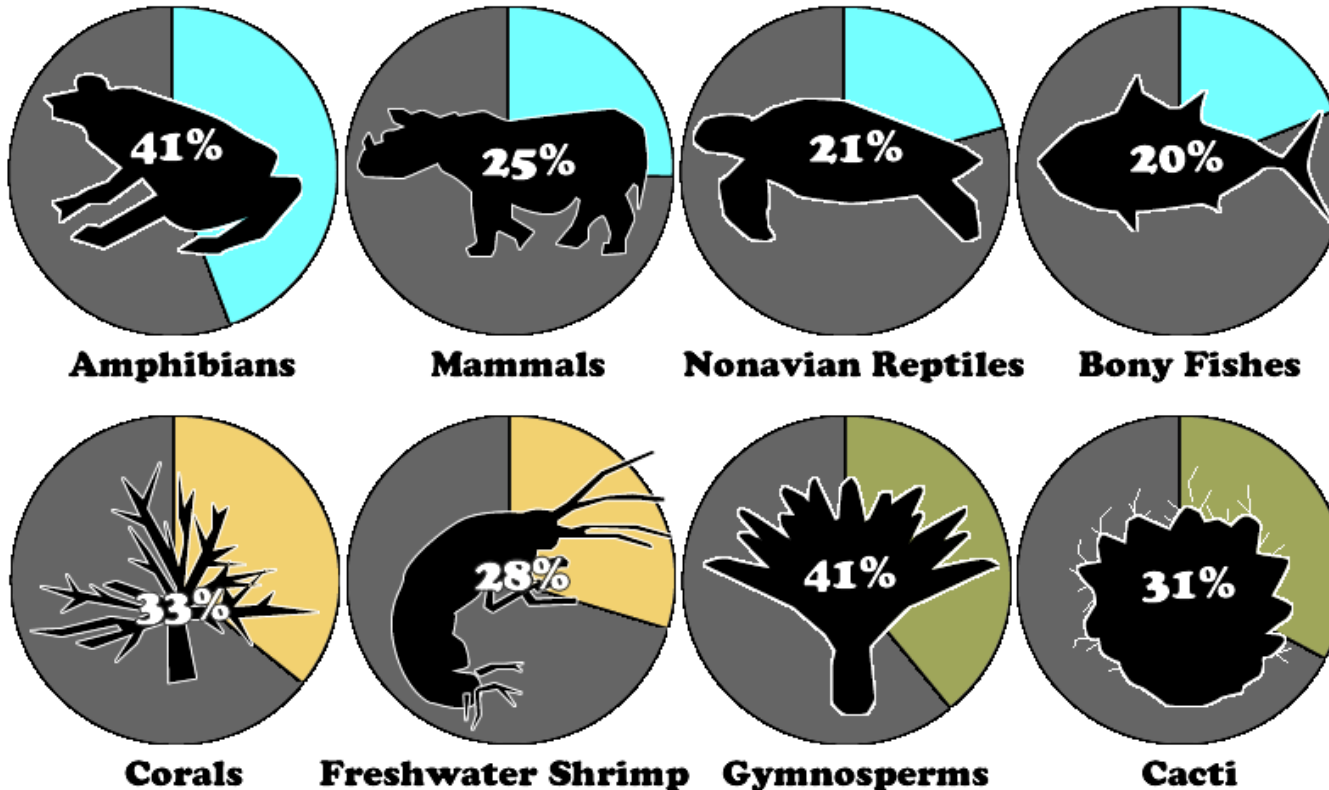 41%
25%
21%
20%
Amphibians
Mammals
Nonavian Reptiles
Bony Fishes
33%
28%
41%
31%
Corals
Freshwater Shrimp
Gymnosperms
Cacti